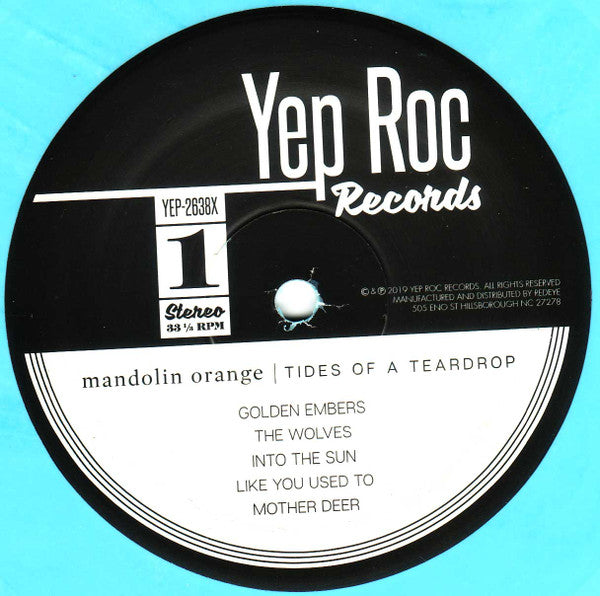 Yep Roc
Records
YEP-2638X
1
Stereo
33 ⅓ RPM
© & ℗ 2019 YEP ROC RECORDS. ALL RIGHTS RESERVED
MANUFACTURED AND DISTRIBUTED BY REDEYE
505 ENO ST HILLSBOROUGH NC 27278
mandolin orange | TIDES OF A TEARDROP
GOLDEN EMBERS
THE WOLVES
INTO THE SUN
LIKE YOU USED TO
MOTHER DEER